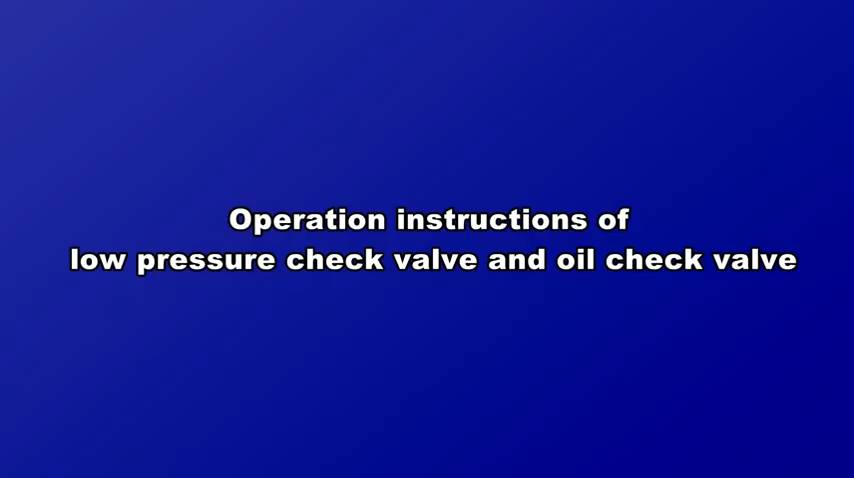 Operation instructions of
low pressure check valve and oil check valve